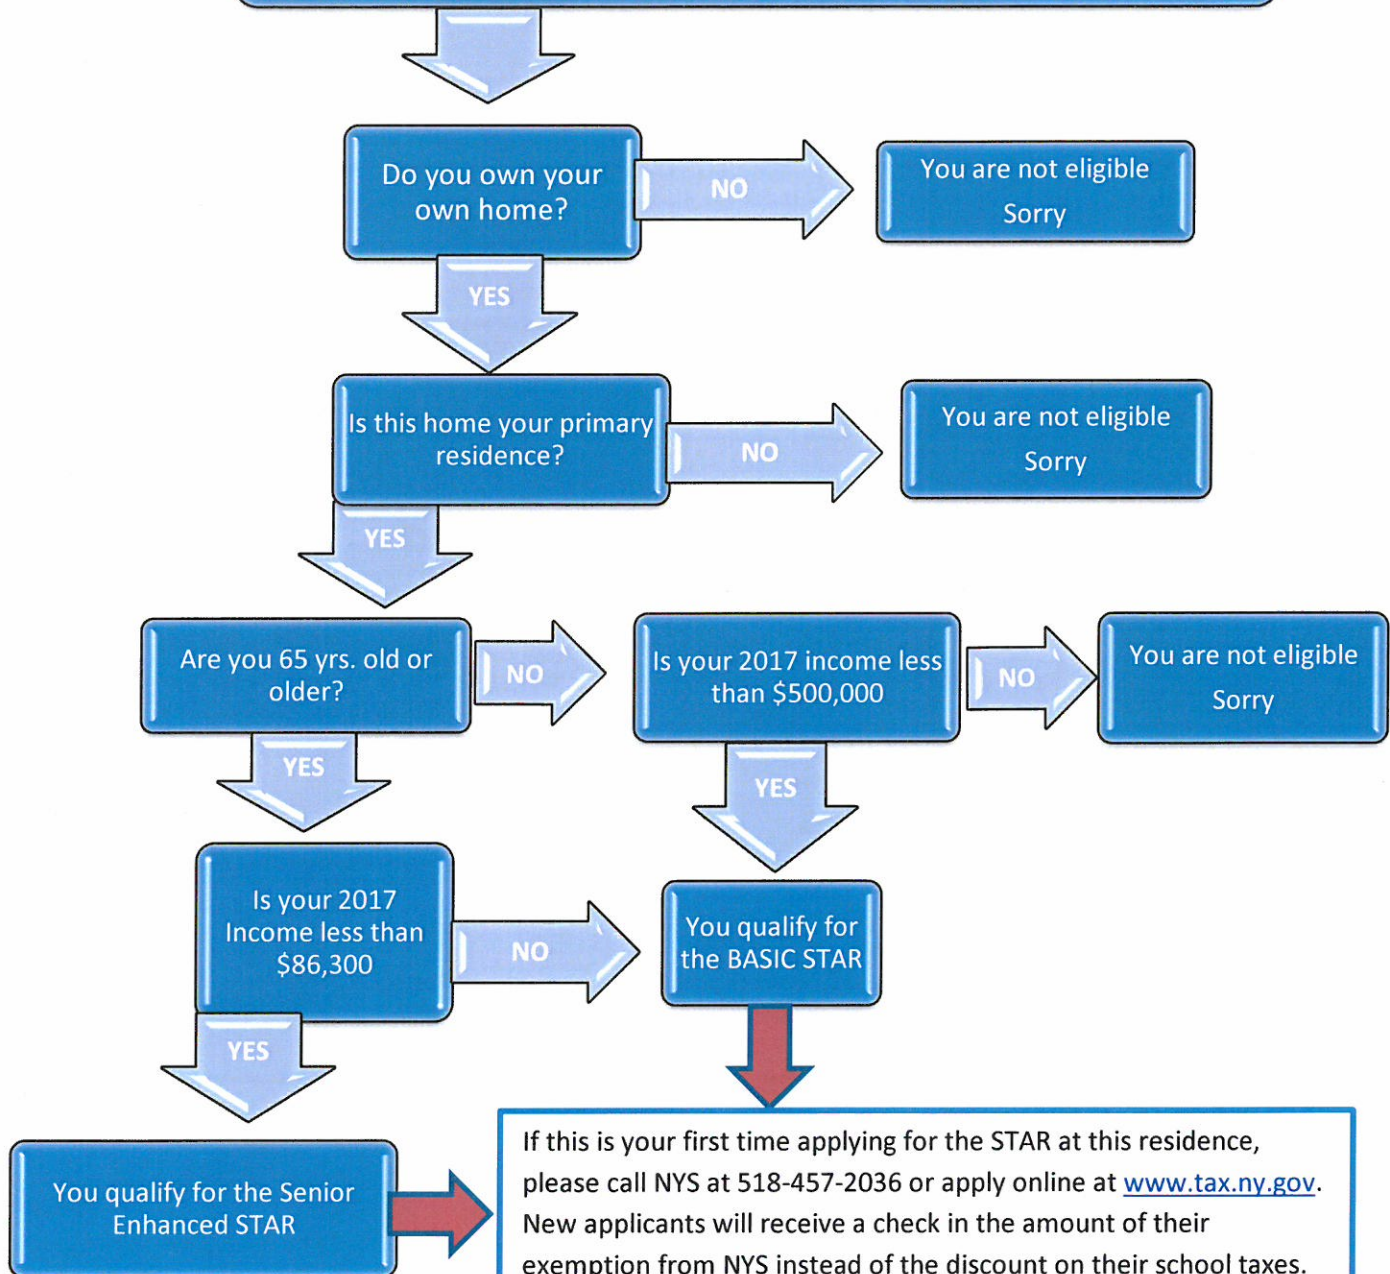 Do you own your
own home?
NO
You are not eligible
Sorry
YES
Is this home your primary
residence?
NO
You are not eligible
Sorry
YES
Are you 65 yrs. old or
older?
NO
Is your 2017 income less
than $500,000
NO
You are not eligible
Sorry
YES
YES
Is your 2017
Income less than
$86,300
NO
You qualify for
the BASIC STAR
YES
You qualify for the Senior
Enhanced STAR
If this is your first time applying for the STAR at this residence,
please call NYS at 518-457-2036 or apply online at www.tax.ny.gov.
New applicants will receive a check in the amount of their
exemption from NYS instead of the discount on their school taxes.